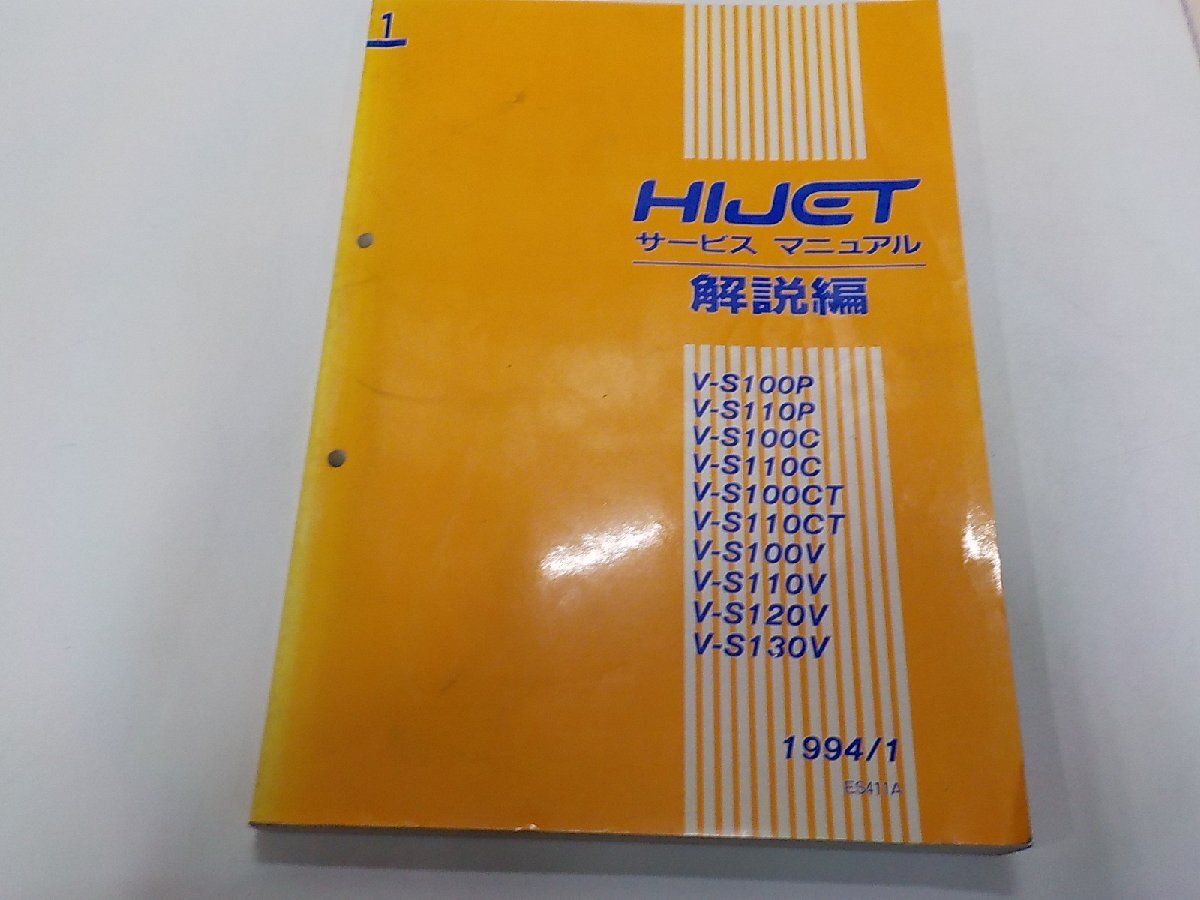 1
HIJET
サービス マニュアル
解説編
V-S100P
V-S110P
V-S100C
V-S110C
V-S100CT
V-S110CT
V-S100V
V-S110V
V-S120V
V-S130V
1994/1
ES411A